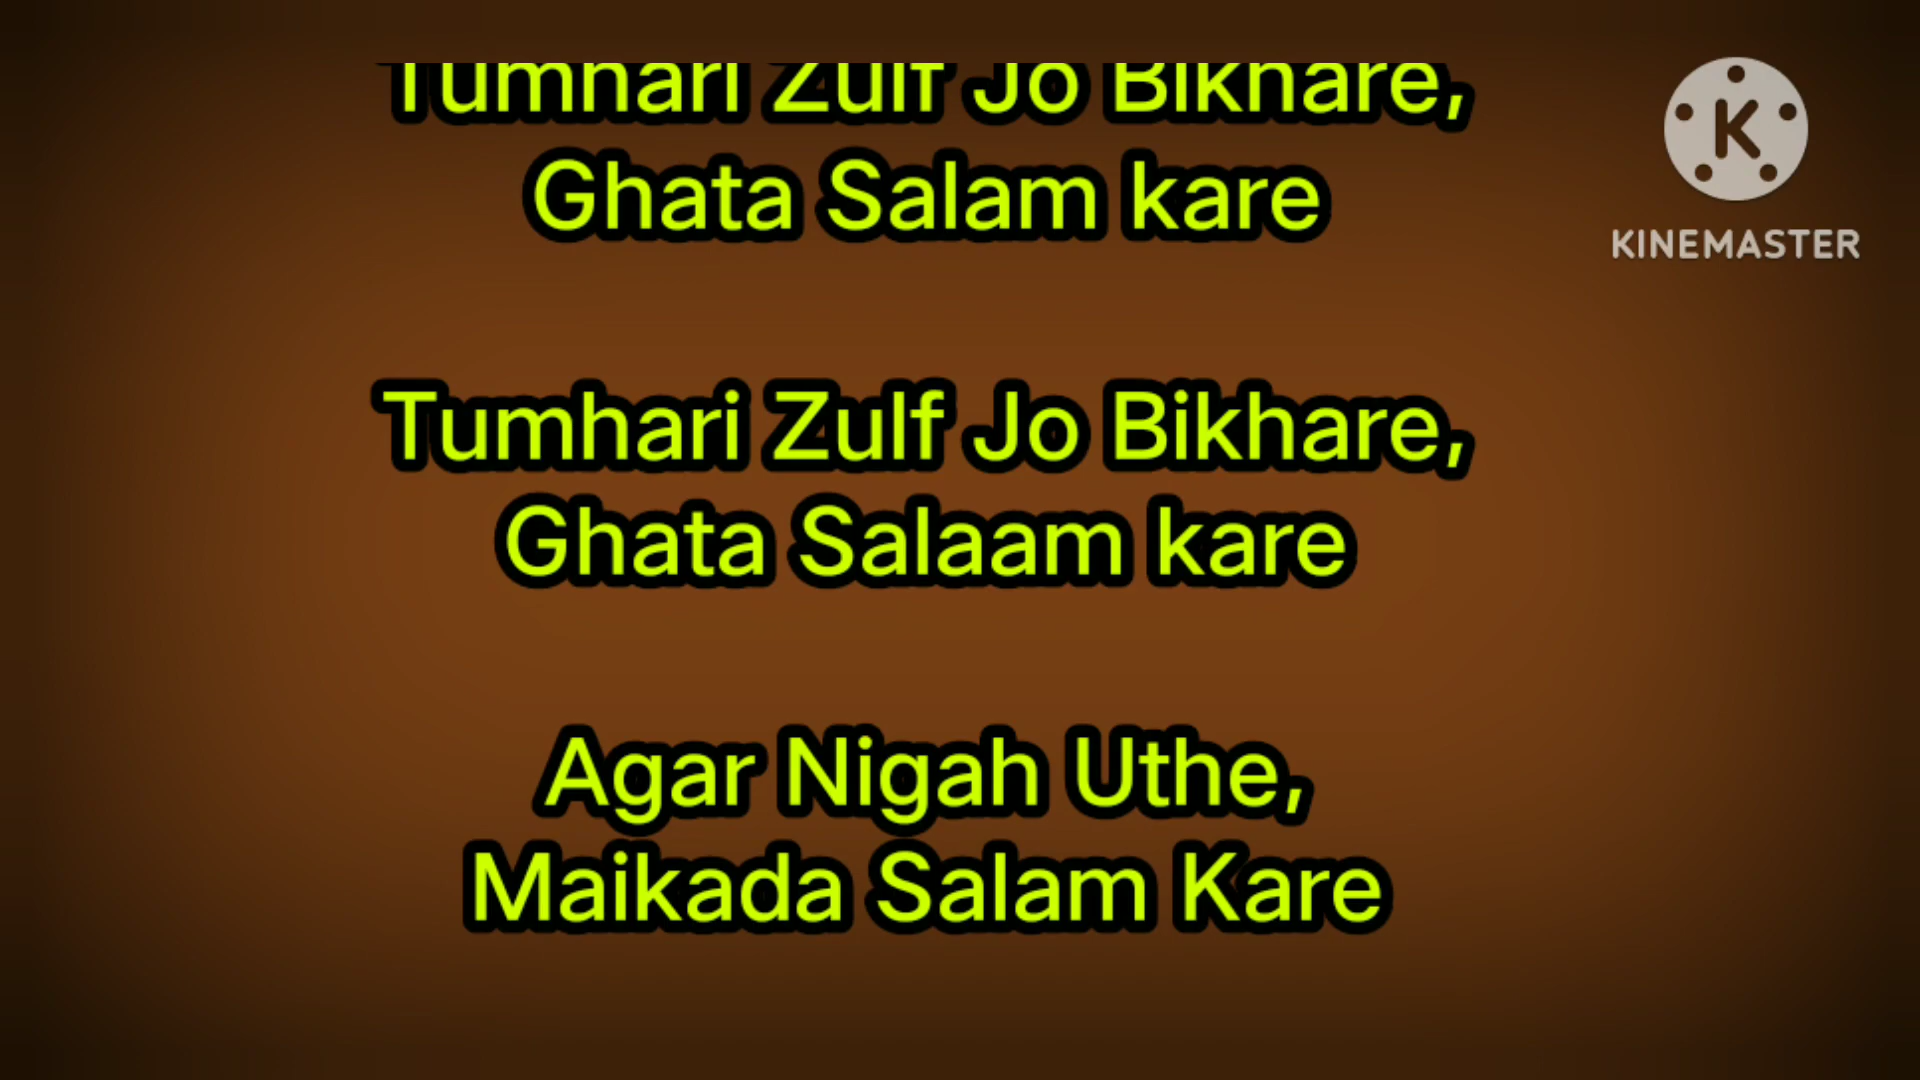 Tumhari Zulf Jo Bikhare,
Ghata Salam kare
Tumhari Zulf Jo Bikhare,
Ghata Salaam kare
Agar Nigah Uthe,
Maikada Salam Kare
K
KINEMASTER